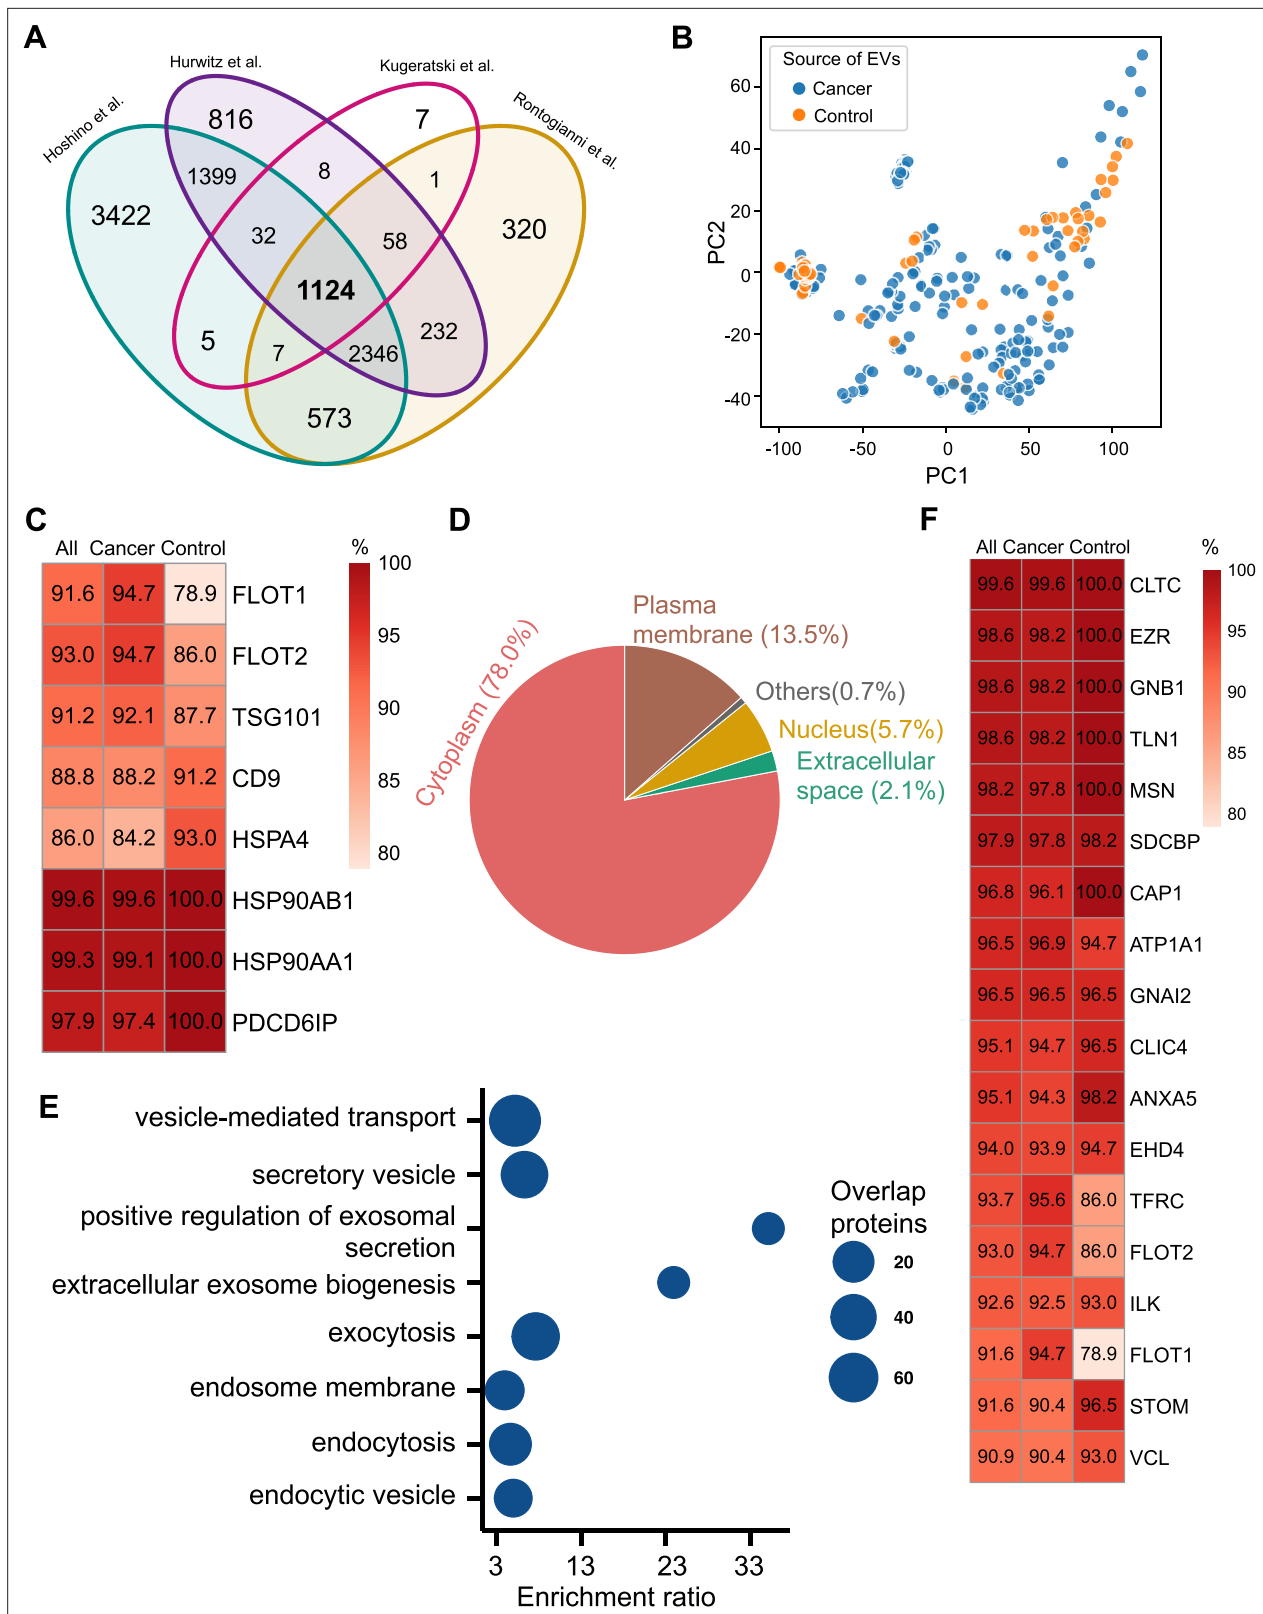 A
Hoshino et al.
Hurwitz et al.
Kugeratski et al.
Rontogianni et al.
816
7
1399
8
1
3422
32
58
320
1124
5
7
2346
232
573
B
Source of EVs
Cancer
Control
PC2
60
40
20
0
-20
-40
-100
-50
0
50
100
PC1
C
All Cancer Control
91.6 94.7 78.9 FLOT1
93.0 94.7 86.0 FLOT2
91.2 92.1 87.7 TSG101
88.8 88.2 91.2 CD9
86.0 84.2 93.0 HSPA4
99.6 99.6 100.0 HSP90AB1
99.3 99.1 100.0 HSP90AA1
97.9 97.4 100.0 PDCD6IP
%
100
95
90
85
80
D
Plasma
membrane (13.5%)
Others(0.7%)
Nucleus(5.7%)
Extracellular
space (2.1%)
Cytoplasm (78.0%)
E
vesicle-mediated transport
secretory vesicle
positive regulation of exosomal
secretion
extracellular exosome biogenesis
exocytosis
endosome membrane
endocytosis
endocytic vesicle
3
13
23
33
Enrichment ratio
Overlap
proteins
20
40
60
F
All Cancer Control
99.6 99.6 100.0 CLTC
98.6 98.2 100.0 EZR
98.6 98.2 100.0 GNB1
98.6 98.2 100.0 TLN1
98.2 97.8 100.0 MSN
97.9 97.8 98.2 SDCBP
96.8 96.1 100.0 CAP1
96.5 96.9 94.7 ATP1A1
96.5 96.5 96.5 GNAI2
95.1 94.7 96.5 CLIC4
95.1 94.3 98.2 ANXA5
94.0 93.9 94.7 EHD4
93.7 95.6 86.0 TFRC
93.0 94.7 86.0 FLOT2
92.6 92.5 93.0 ILK
91.6 94.7 78.9 FLOT1
91.6 90.4 96.5 STOM
90.9 90.4 93.0 VCL
%
100
95
90
85
80